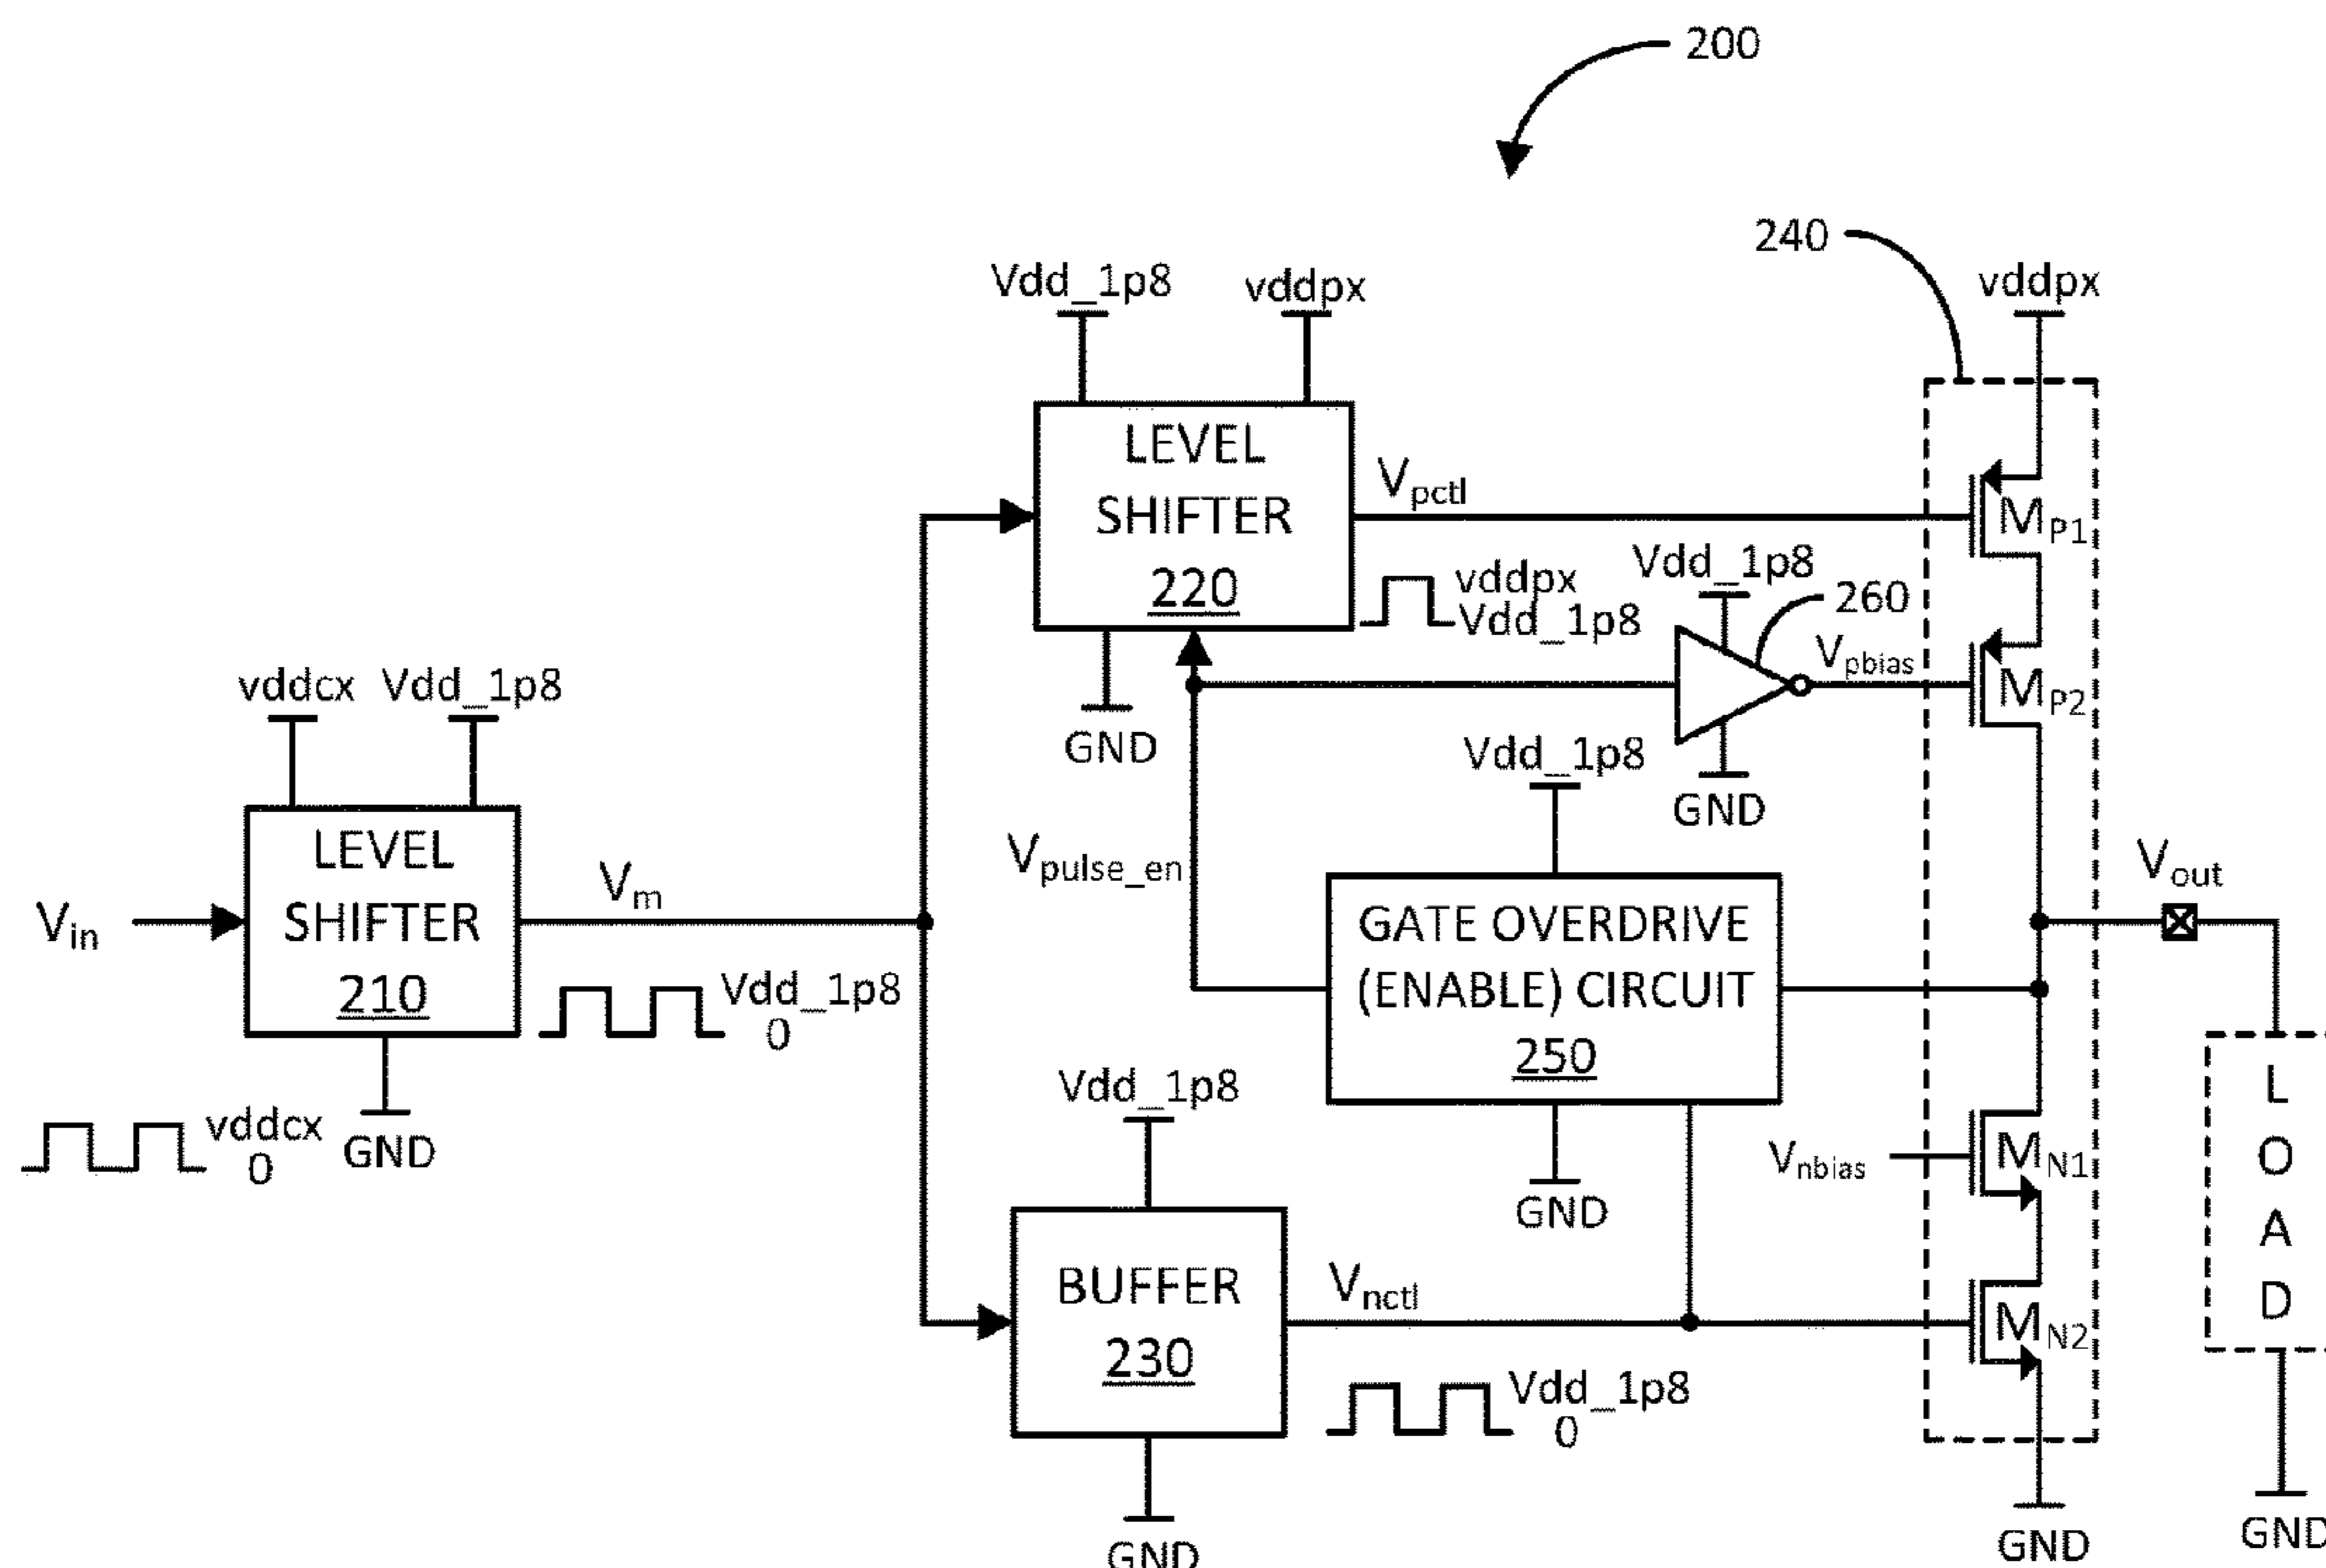 200
240
Vdd_1p8
vddpx
vddpx
LEVEL
SHIFTER
220
Vpctl
MP1
vddpx
Vdd_1p8
Vdd_1p8
260
Vpbias
MP2
GND
GND
vddcx
Vdd_1p8
LEVEL
SHIFTER
210
Vin
Vm
Vdd_1p8
0
vddcx
0
GND
Vpulse_en
Vdd_1p8
GATE OVERDRIVE
(ENABLE) CIRCUIT
250
GND
Vout
L
O
A
D
GND
Vnbias
MN1
Vdd_1p8
BUFFER
230
Vnctl
MN2
Vdd_1p8
0
GND
GND